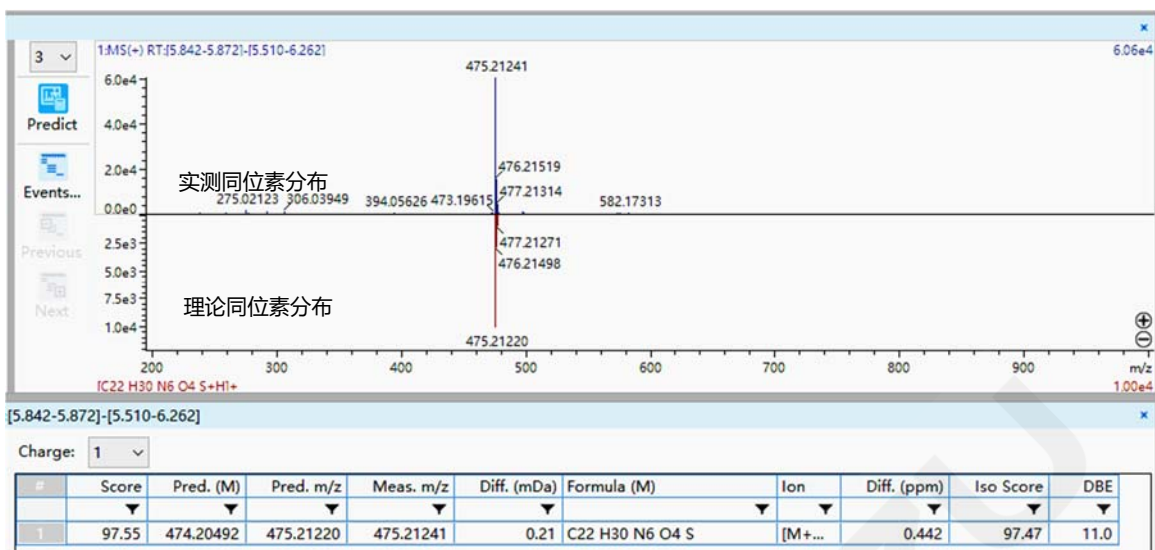 1:MS(+) RT:[5.842-5.872]-[5.510-6.262] 6.06e4
3
475.21241
6.0e4
Predict
4.0e4
476.21519
2.0e4
实测同位素分布
477.21314
Events...
275.02123 306.03949 394.05626 473.19615 582.17313
0.0e0
477.21271
2.5e3
Previous
476.21498
5.0e3
7.5e3
理论同位素分布
Next
1.0e4
475.21220
200 300 400 500 600 700 800 900 m/z
[C22 H30 N6 O4 S+H]+ 1.00e4
[5.842-5.872]-[5.510-6.262]
Charge: 1
# Score Pred. (M) Pred. m/z Meas. m/z Diff. (mDa) Formula (M) Ion Diff. (ppm) Iso Score DBE
1 97.55 474.20492 475.21220 475.21241 0.21 C22 H30 N6 O4 S [M+... 0.442 97.47 11.0